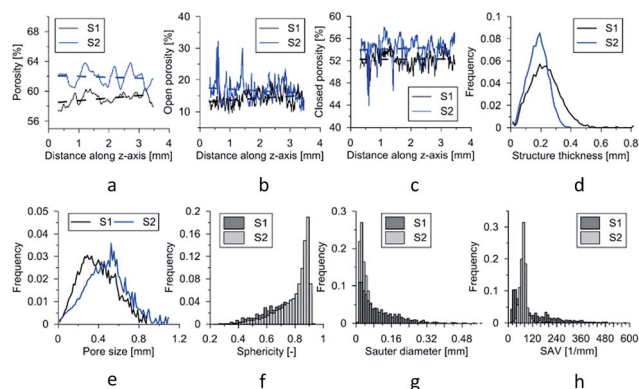 S1
S2
Porosity [%]
68
65
62
59
56
0 1 2 3 4
Distance along z-axis [mm]
a
S1
S2
Open porosity [%]
40
30
20
10
0
0 1 2 3 4
Distance along z-axis [mm]
b
Closed porosity [%]
60
56
52
48
44
40
S1
S2
0 1 2 3 4
Distance along z-axis [mm]
c
Frequency
0.1
0.08
0.06
0.04
0.02
0
S1
S2
0 0.2 0.4 0.6 0.8
Structure thickness [mm]
d
S1 S2
Frequency
0.05
0.04
0.03
0.02
0.01
0
0 0.4 0.8 1.2
Pore size [mm]
e
S1
S2
Frequency
0.2
0.15
0.1
0.05
0
0.2 0.4 0.6 0.8 1
Sphericity [-]
f
S1
S2
Frequency
0.3
0.2
0.1
0
0 0.16 0.32 0.48
Sauter diameter [mm]
g
S1
S2
Frequency
0.4
0.3
0.2
0.1
0
0 120 240 360 480 600
SAV [1/mm]
h